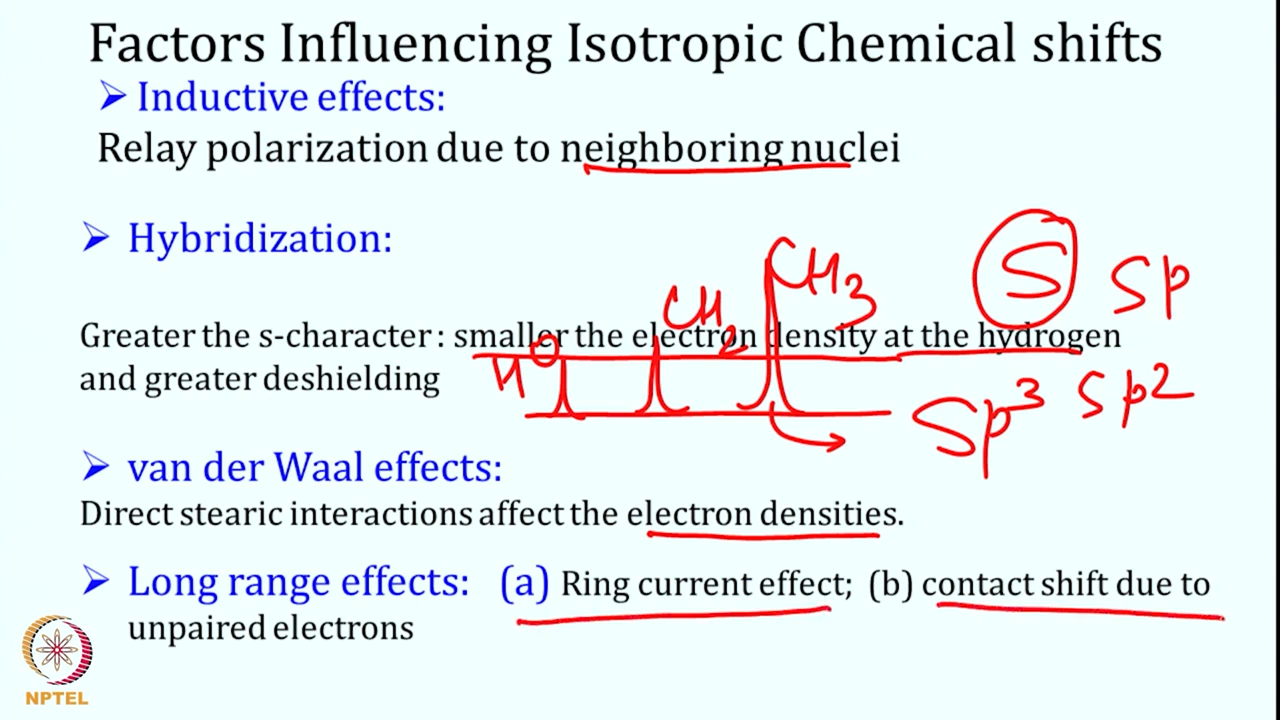 Factors Influencing Isotropic Chemical shifts
➢ Inductive effects:
Relay polarization due to neighboring nuclei
➢ Hybridization:
CH2
CH3
S
Sp
Greater the s-character : smaller the electron density at the hydrogen
and greater deshielding
HO
Sp3
Sp2
➢ van der Waal effects:
Direct stearic interactions affect the electron densities.
➢ Long range effects: (a) Ring current effect; (b) contact shift due to
unpaired electrons
NPTEL